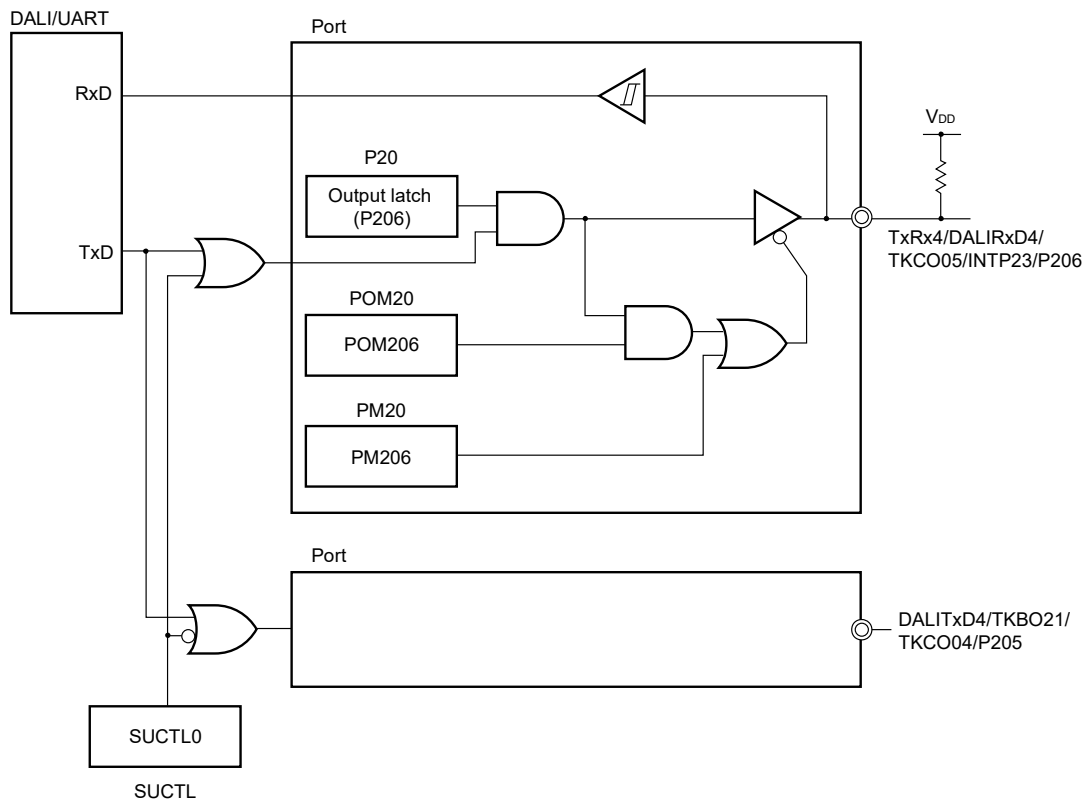 DALI/UART
Port
RxD
VDD
P20
Output latch
(P206)
TxD
TxRx4/DALIRxD4/
TKCO05/INTP23/P206
POM20
POM206
PM20
PM206
Port
DALITxD4/TKBO21/
TKCO04/P205
SUCTL0
SUCTL